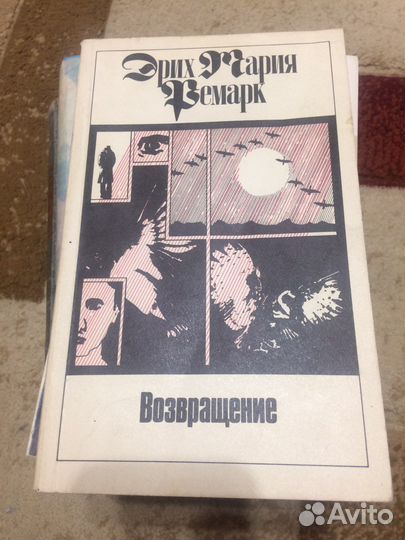 Эрих Мария
Ремарк
Возвращение
Avito